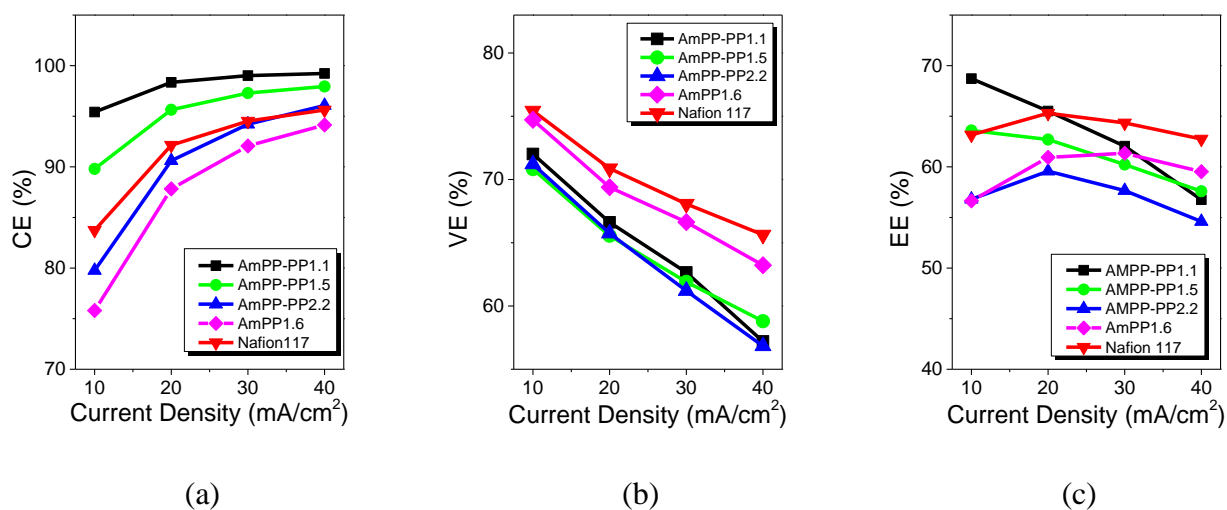 100
90
80
70
CE (%)
AmPP-PP1.1
AmPP-PP1.5
AmPP-PP2.2
AmPP1.6
Nafion117
10 20 30 40
Current Density (mA/cm²)
(a)
80
70
60
VE (%)
AmPP-PP1.1
AmPP-PP1.5
AmPP-PP2.2
AmPP1.6
Nafion 117
10 20 30 40
Current Density (mA/cm²)
(b)
70
60
50
40
EE (%)
AMPP-PP1.1
AMPP-PP1.5
AMPP-PP2.2
AmPP1.6
Nafion 117
10 20 30 40
Current Density (mA/cm²)
(c)